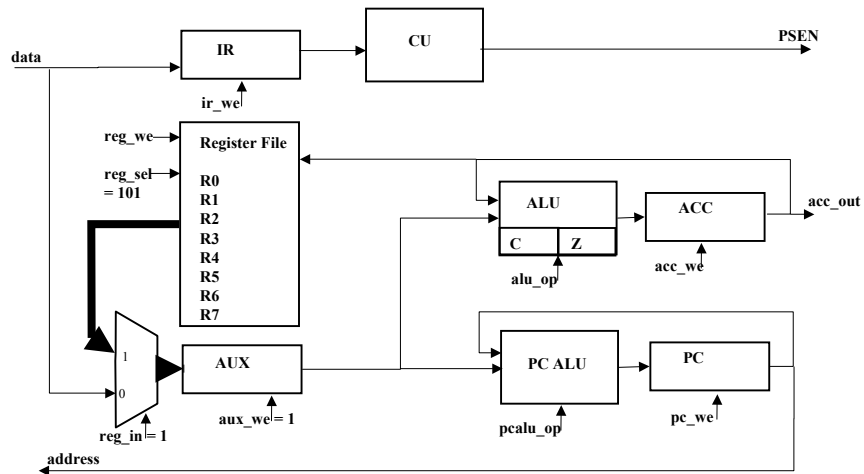 data
IR
CU
PSEN
ir_we
reg_we
reg_sel
= 101
Register File
R0
R1
R2
R3
R4
R5
R6
R7
ALU
C
Z
alu_op
ACC
acc_we
acc_out
1
0
reg_in = 1
AUX
aux_we = 1
PC ALU
pcalu_op
PC
pc_we
address